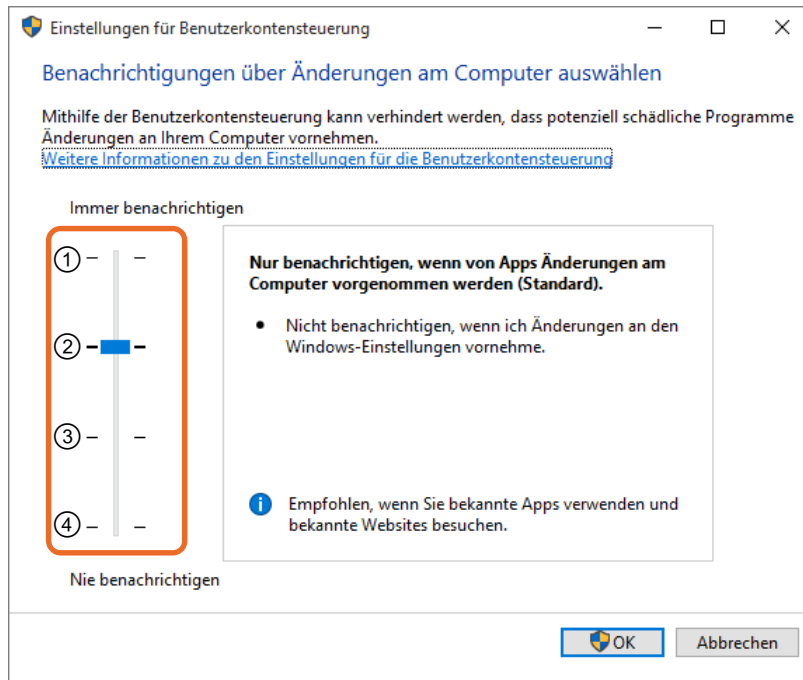 Einstellungen für Benutzerkontensteuerung
Benachrichtigungen über Änderungen am Computer auswählen
Mithilfe der Benutzerkontensteuerung kann verhindert werden, dass potenziell schädliche Programme
Änderungen an Ihrem Computer vornehmen.
Weitere Informationen zu den Einstellungen für die Benutzerkontensteuerung
Immer benachrichtigen
①
②
③
④
Nur benachrichtigen, wenn von Apps Änderungen am
Computer vorgenommen werden (Standard).
• Nicht benachrichtigen, wenn ich Änderungen an den
Windows-Einstellungen vornehme.
Empfohlen, wenn Sie bekannte Apps verwenden und
bekannte Websites besuchen.
Nie benachrichtigen
OK
Abbrechen